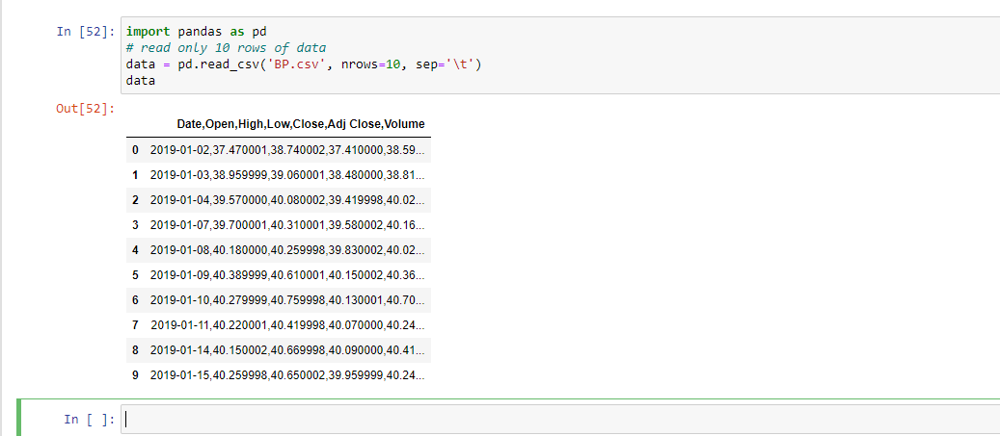 In [52]: import pandas as pd
# read only 10 rows of data
data = pd.read_csv('BP.csv', nrows=10, sep='\t')
data
Out[52]:
Date,Open,High,Low,Close,Adj Close,Volume
0 2019-01-02,37.470001,38.740002,37.410000,38.59...
1 2019-01-03,38.959999,39.060001,38.480000,38.81...
2 2019-01-04,39.570000,40.080002,39.419998,40.02...
3 2019-01-07,39.700001,40.310001,39.580002,40.16...
4 2019-01-08,40.180000,40.259998,39.830002,40.02...
5 2019-01-09,40.389999,40.610001,40.150002,40.36...
6 2019-01-10,40.279999,40.759998,40.130001,40.70...
7 2019-01-11,40.220001,40.419998,40.070000,40.24...
8 2019-01-14,40.150002,40.669998,40.090000,40.41...
9 2019-01-15,40.259998,40.650002,39.959999,40.24...
In [ ]: